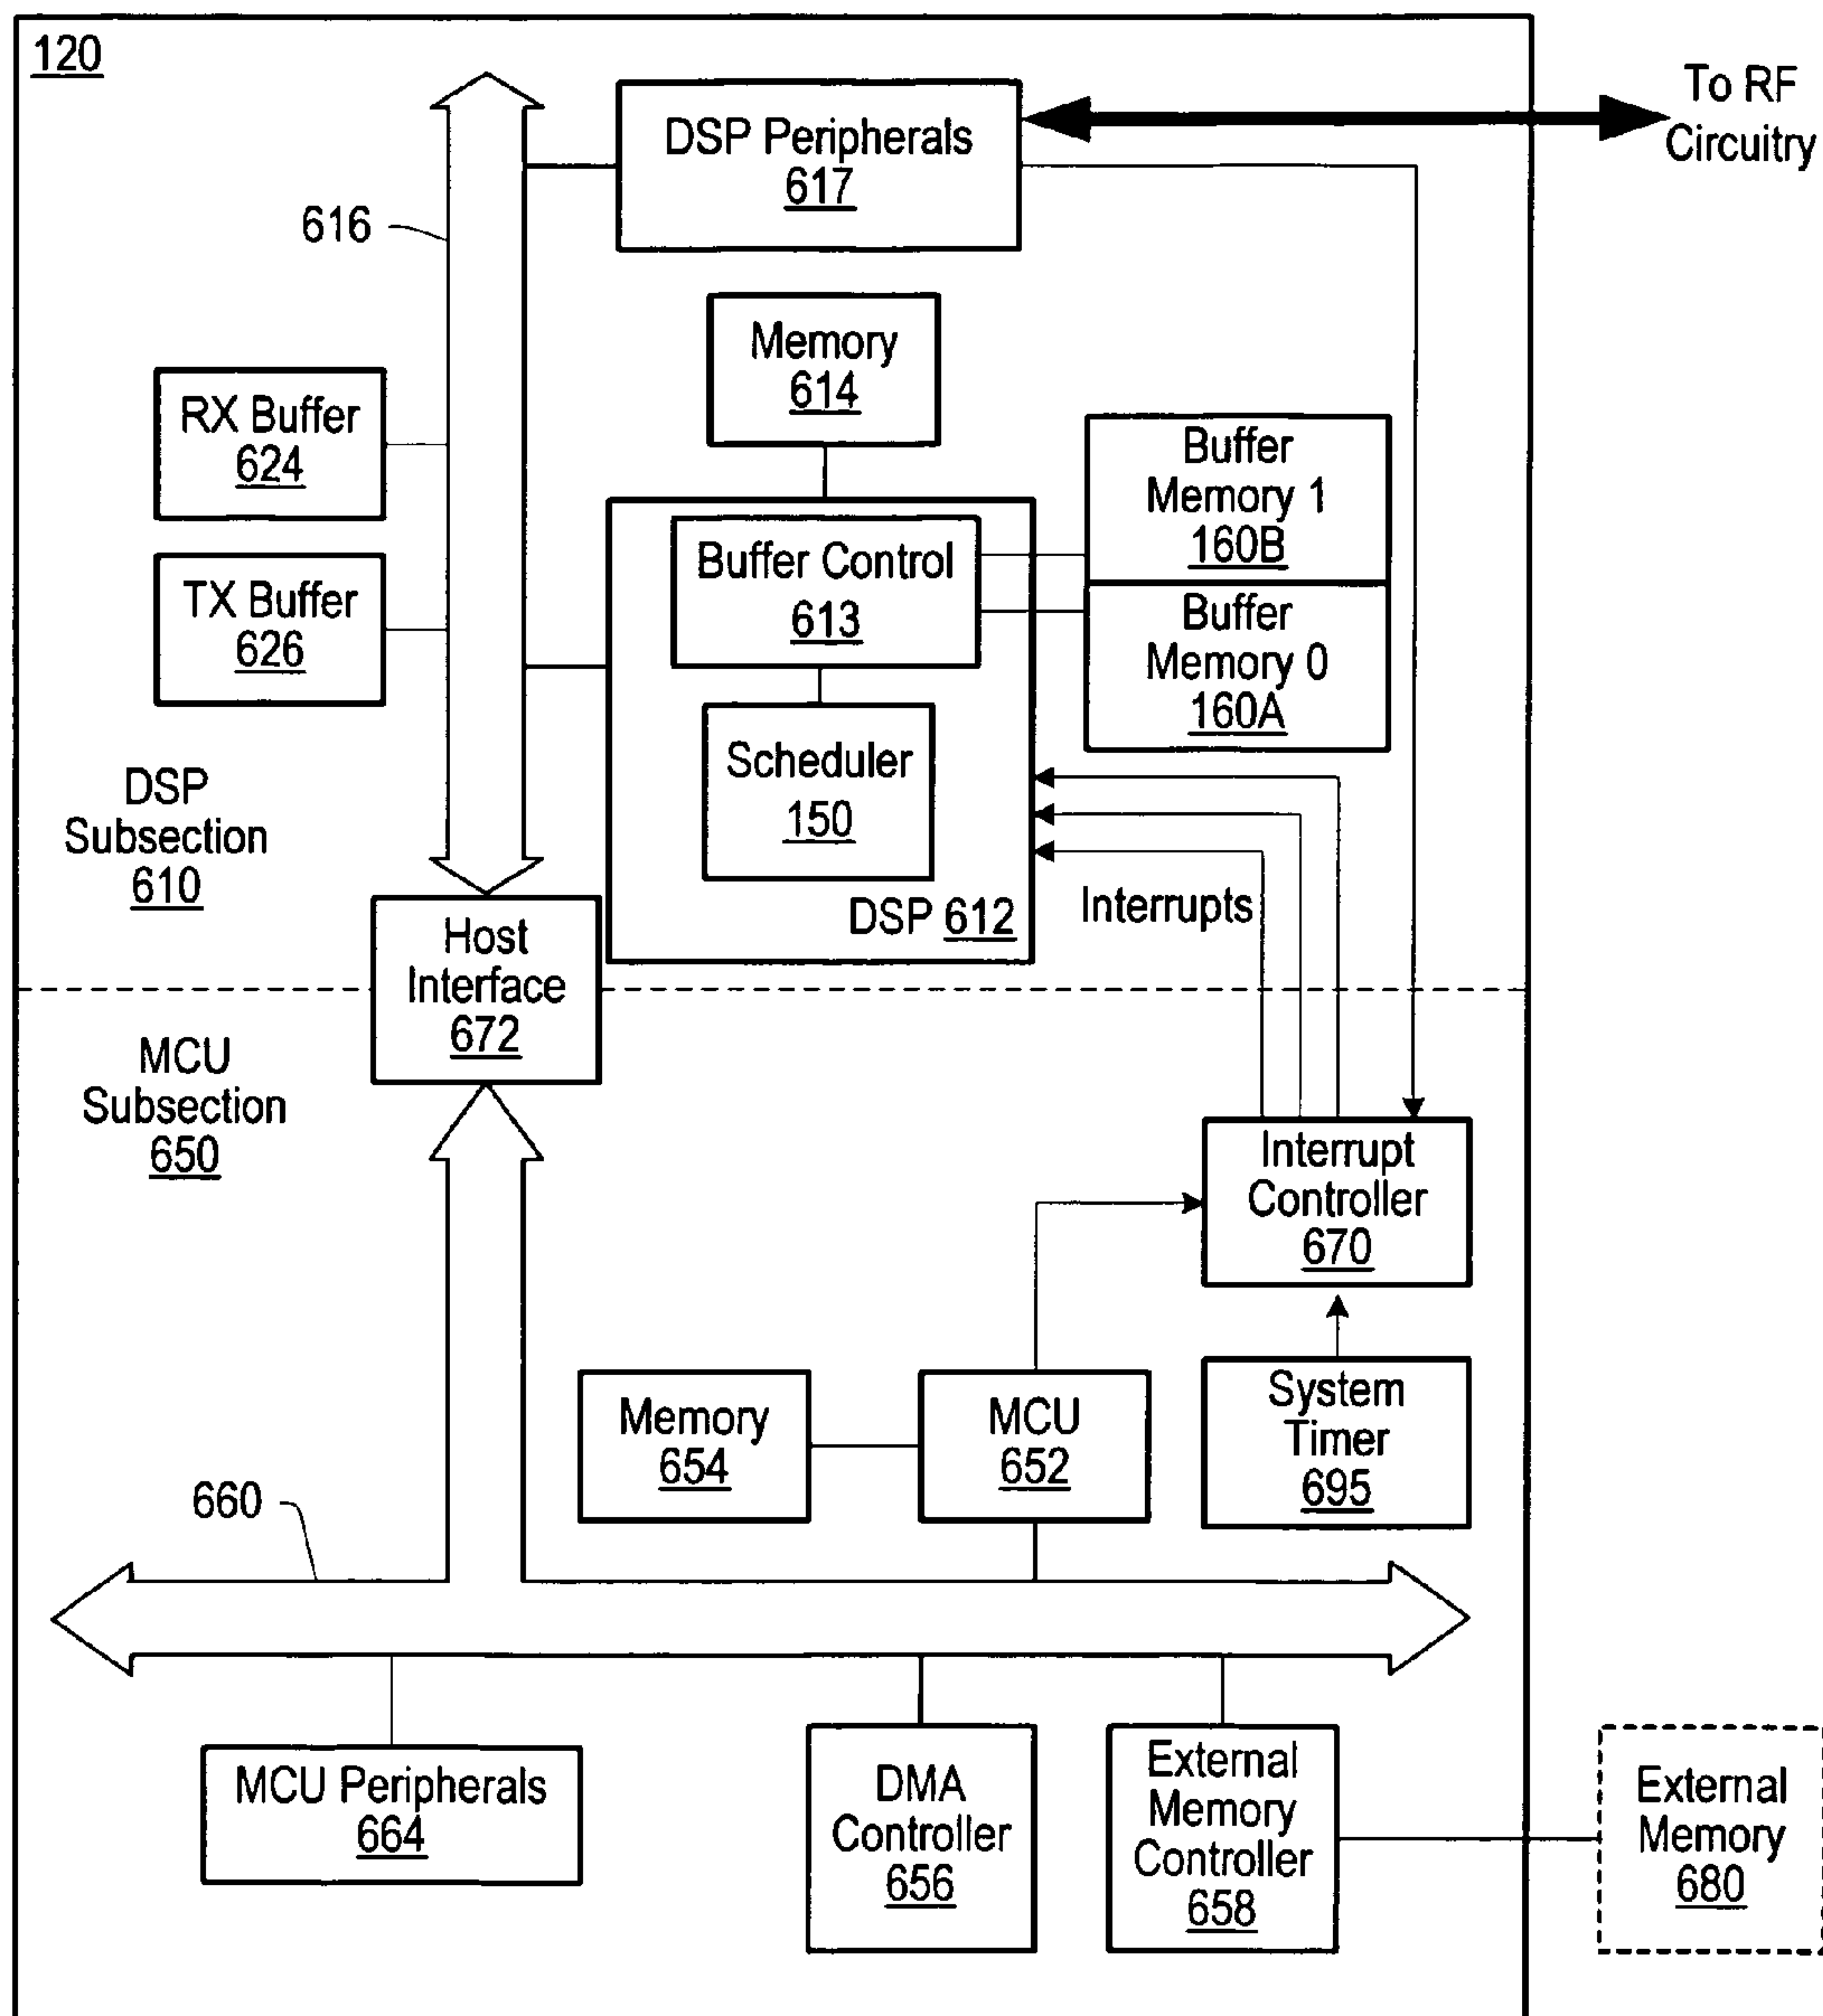 120
To RF
Circuitry
DSP Peripherals
617
616
Memory
614
RX Buffer
624
Buffer
Memory 1
160B
Buffer Control
613
TX Buffer
626
Buffer
Memory 0
160A
Scheduler
150
DSP
Subsection
610
Interrupts
DSP 612
Host
Interface
672
MCU
Subsection
650
Interrupt
Controller
670
Memory
654
MCU
652
System
Timer
695
660
MCU Peripherals
664
DMA
Controller
656
External
Memory
Controller
658
External
Memory
680